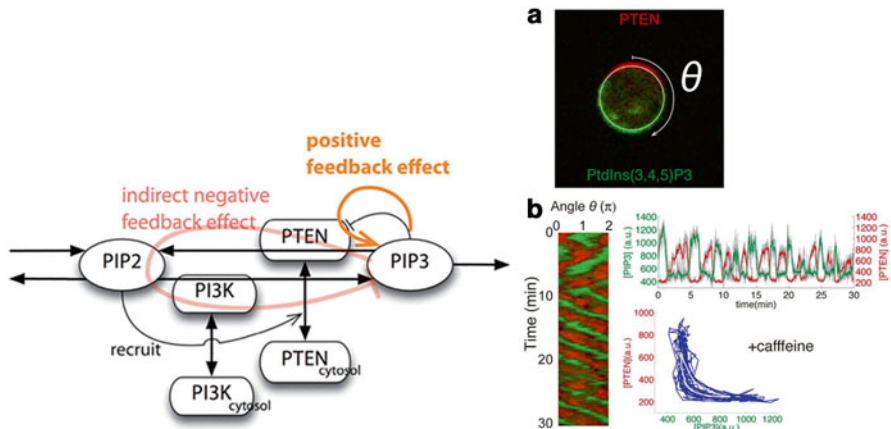 positive
feedback effect
indirect negative
feedback effect
PIP2
PTEN
PIP3
PI3K
recruit
PTEN
cytosol
PI3K
cytosol
a
PTEN
θ
PtdIns(3,4,5)P3
b
Angle θ (π)
0 1 2
Time (min)
0
10
20
30
[PIP3] (a.u.)
1400
1200
1000
800
600
400
[PTEN] (a.u.)
1400
1200
1000
800
600
400
200
0 5 10 15 20 25 30
time(min)
[PTEN](a.u.)
1000
800
600
400
200
400 600 800 1000 1200
[PIP3](a.u.)
+cafffeine